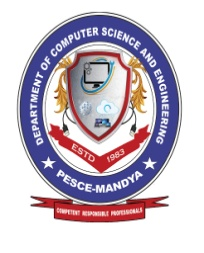 DEPARTMENT OF COMPUTER SCIENCE AND ENGINEERING
ESTD 1983
PESCE-MANDYA
COMPETENT RESPONSIBLE PROFESSIONALS